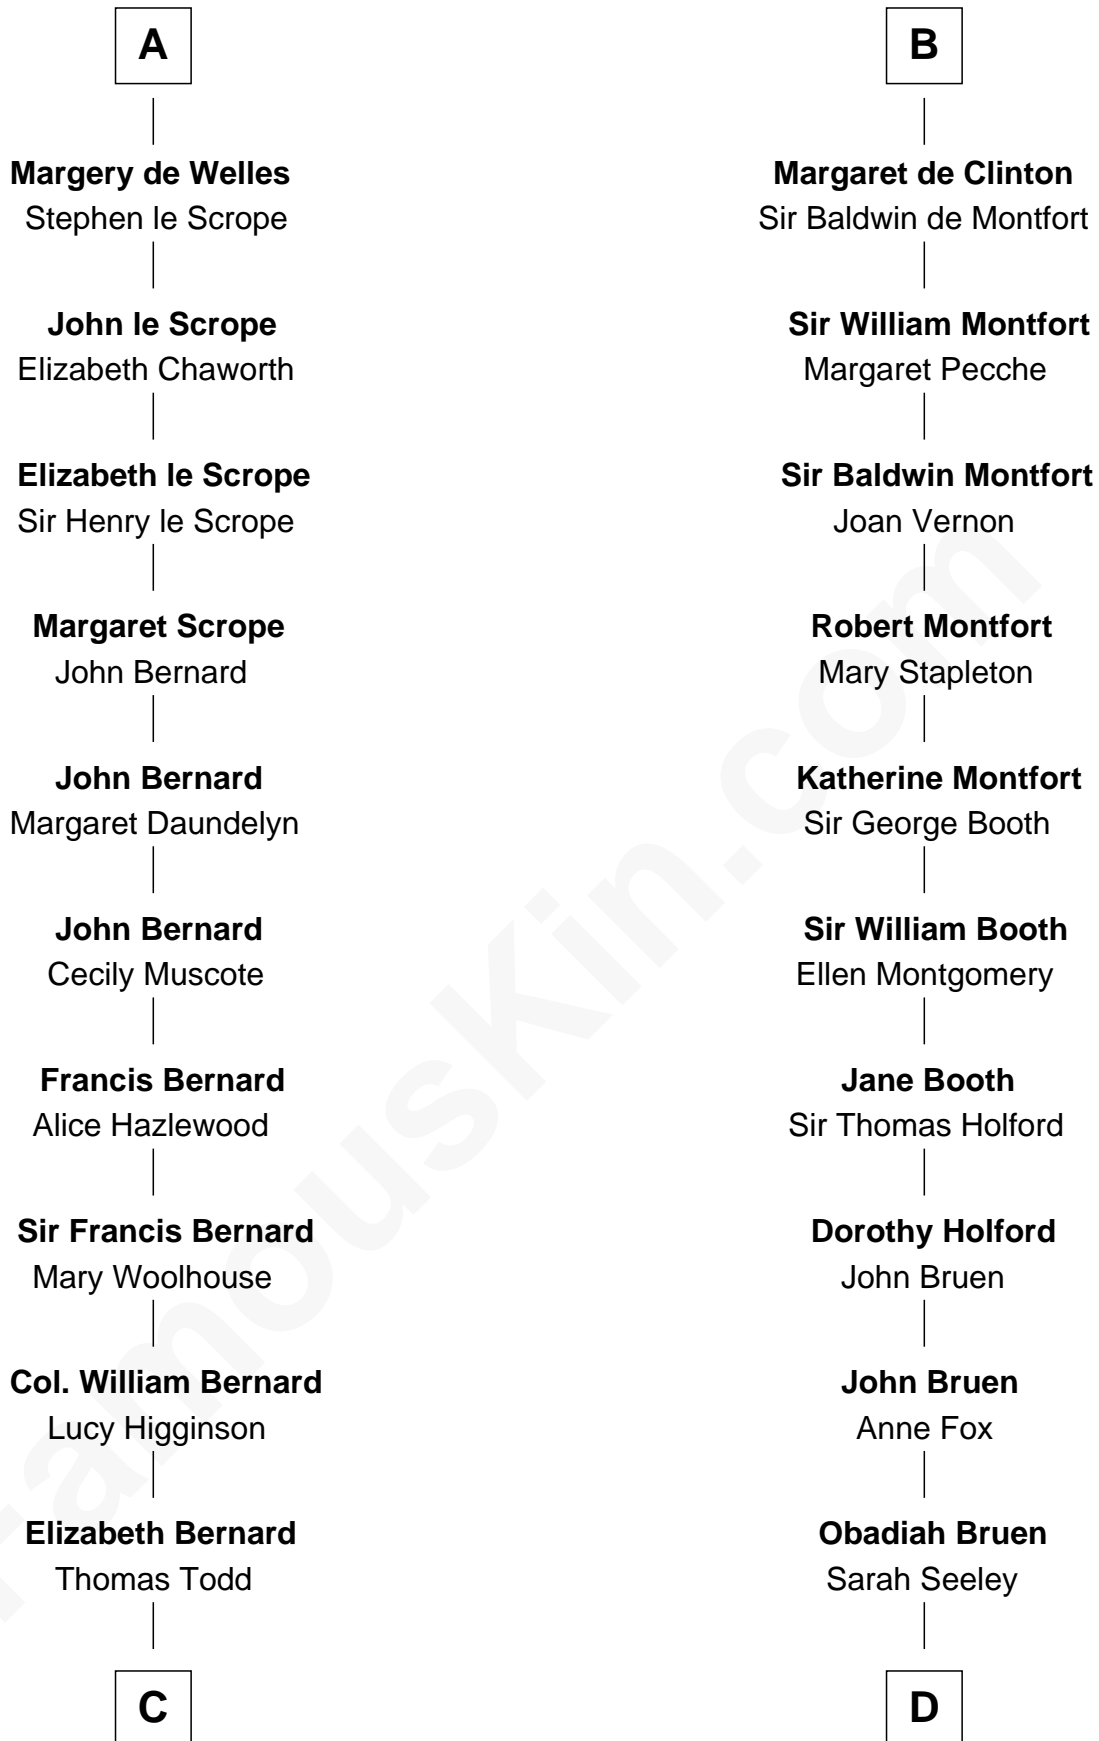 A
Margery de Welles
Stephen le Scrope
John le Scrope
Elizabeth Chaworth
Elizabeth le Scrope
Sir Henry le Scrope
Margaret Scrope
John Bernard
John Bernard
Margaret Daundelyn
John Bernard
Cecily Muscote
Francis Bernard
Alice Hazlewood
Sir Francis Bernard
Mary Woolhouse
Col. William Bernard
Lucy Higginson
Elizabeth Bernard
Thomas Todd
C
B
Margaret de Clinton
Sir Baldwin de Montfort
Sir William Montfort
Margaret Pecche
Sir Baldwin Montfort
Joan Vernon
Robert Montfort
Mary Stapleton
Katherine Montfort
Sir George Booth
Sir William Booth
Ellen Montgomery
Jane Booth
Sir Thomas Holford
Dorothy Holford
John Bruen
John Bruen
Anne Fox
Obadiah Bruen
Sarah Seeley
D
FamousKin.com